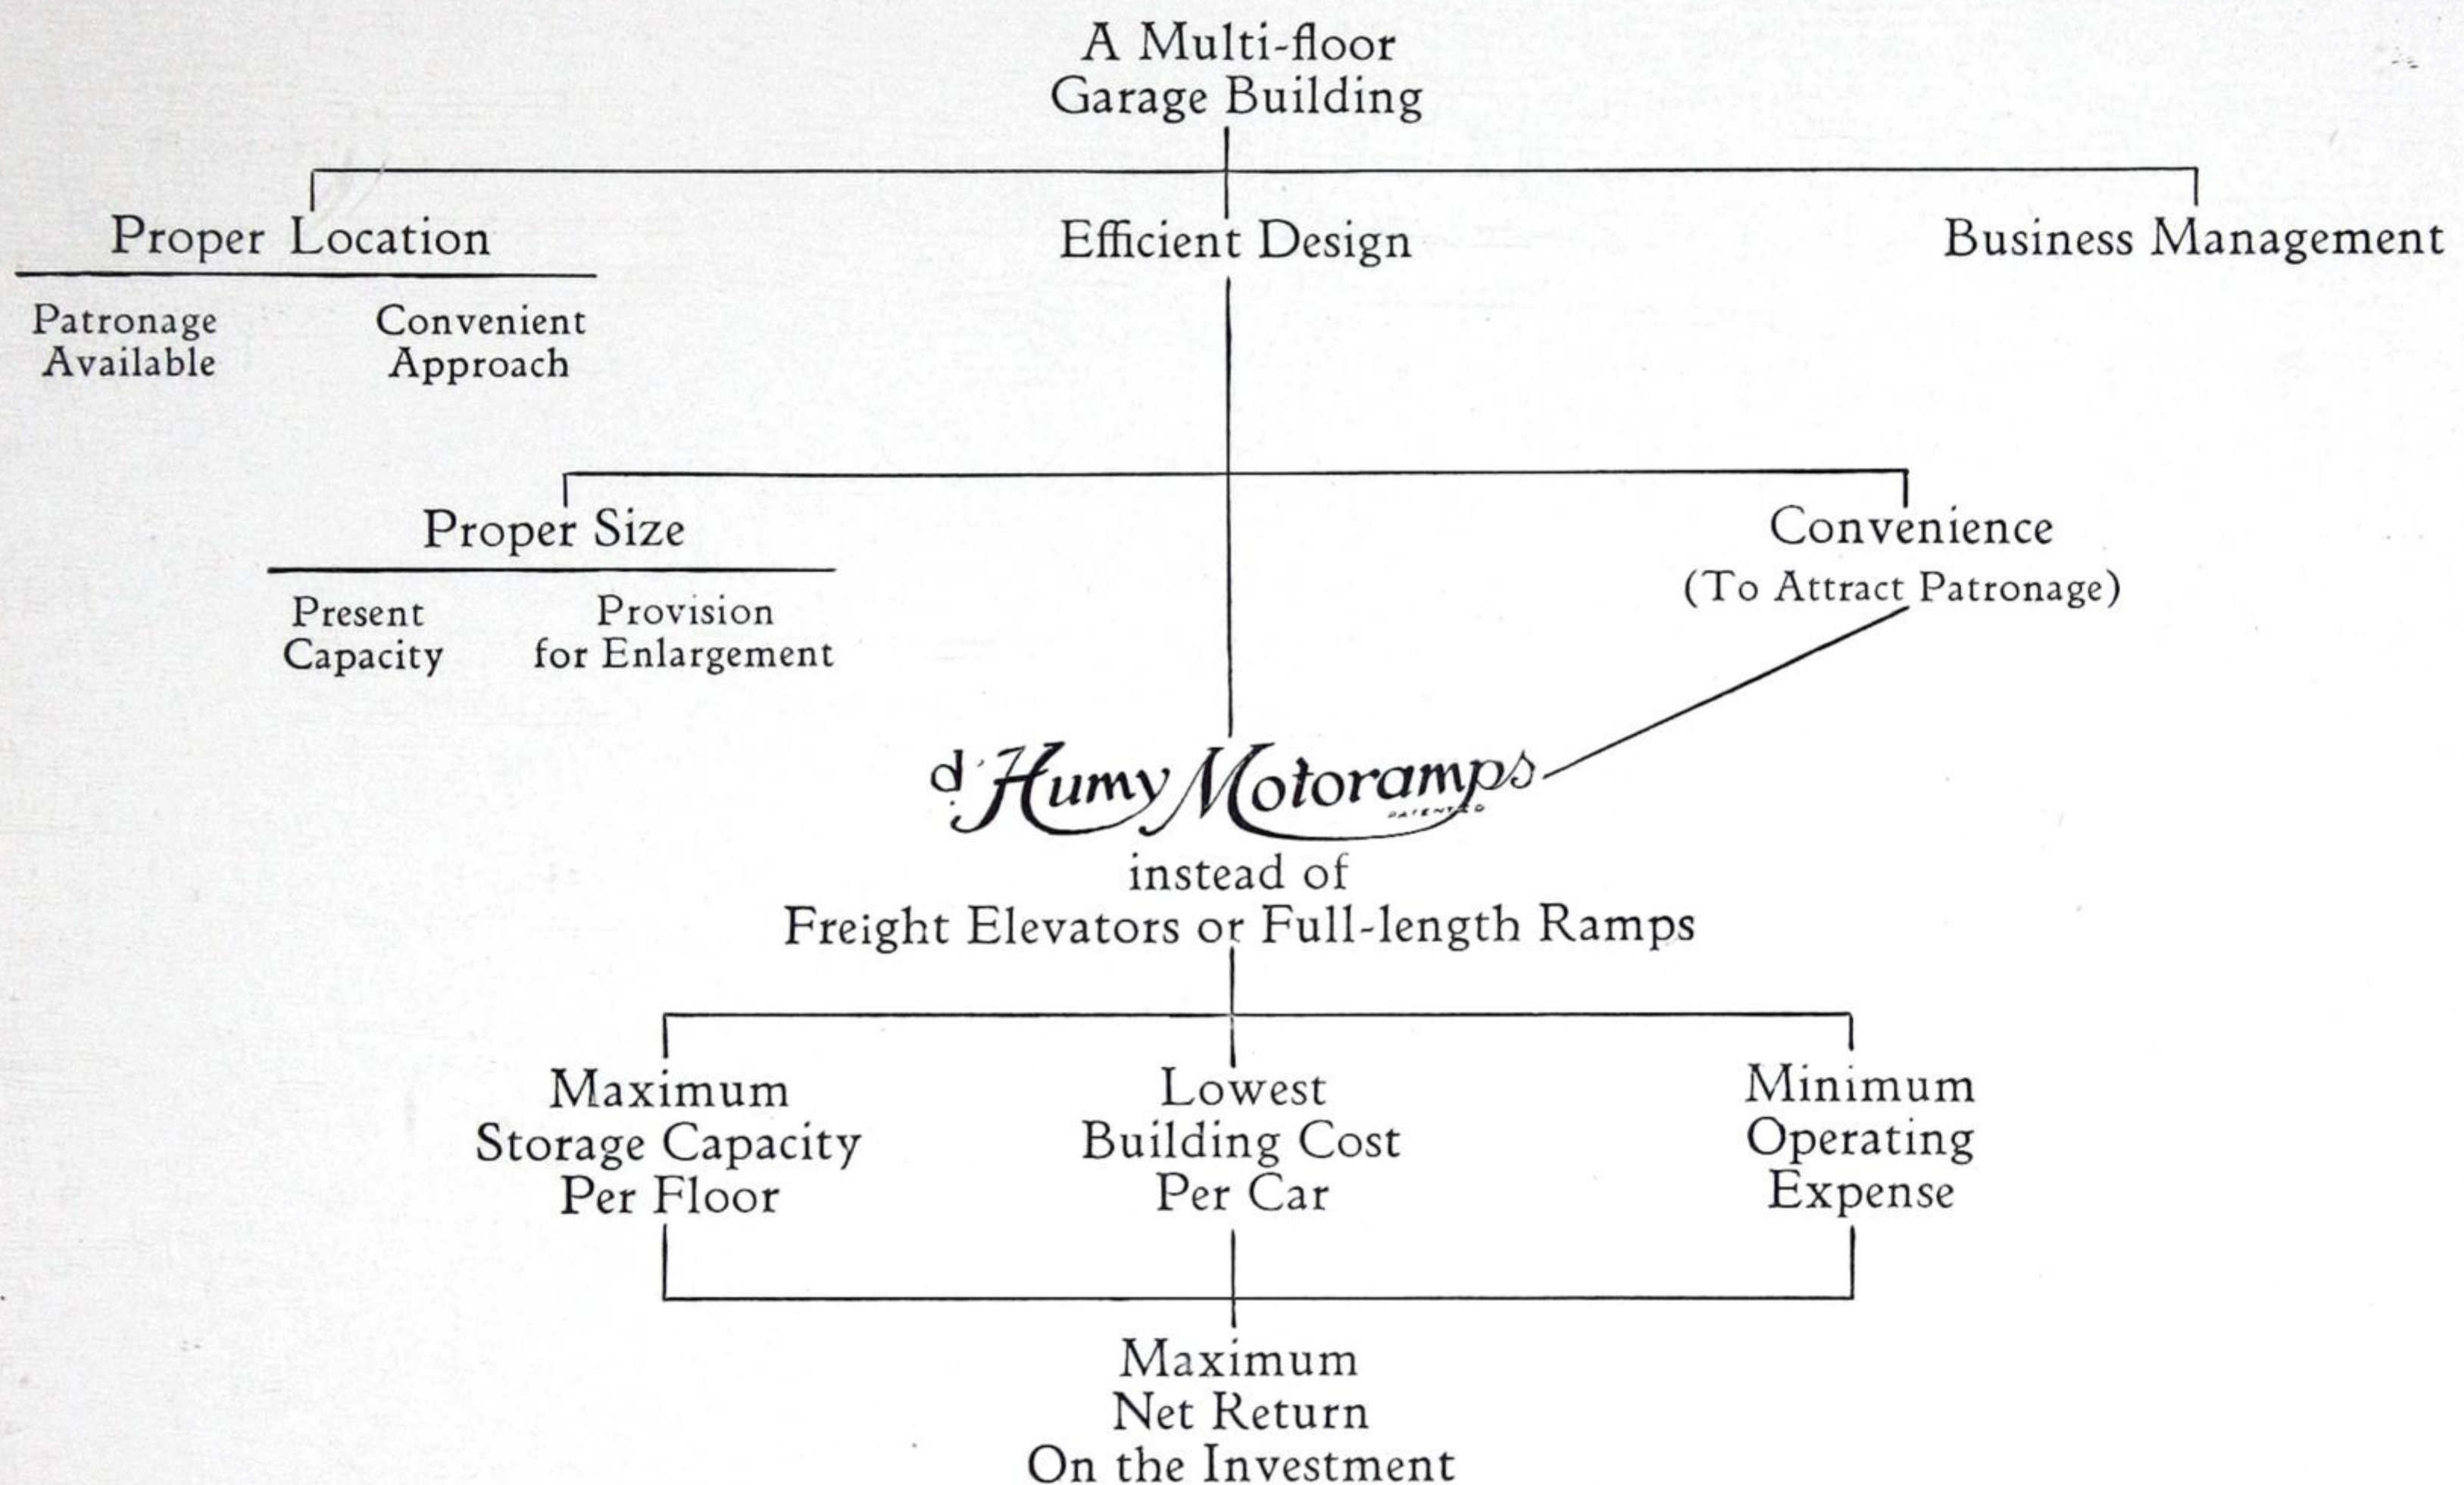 A Multi-floor
Garage Building
Proper Location
Efficient Design
Business Management
Patronage
Available
Convenient
Approach
Proper Size
Convenience
(To Attract Patronage)
Present
Capacity
Provision
for Enlargement
d'Humy Motoramps
PATENTED
instead of
Freight Elevators or Full-length Ramps
Maximum
Storage Capacity
Per Floor
Lowest
Building Cost
Per Car
Minimum
Operating
Expense
Maximum
Net Return
On the Investment